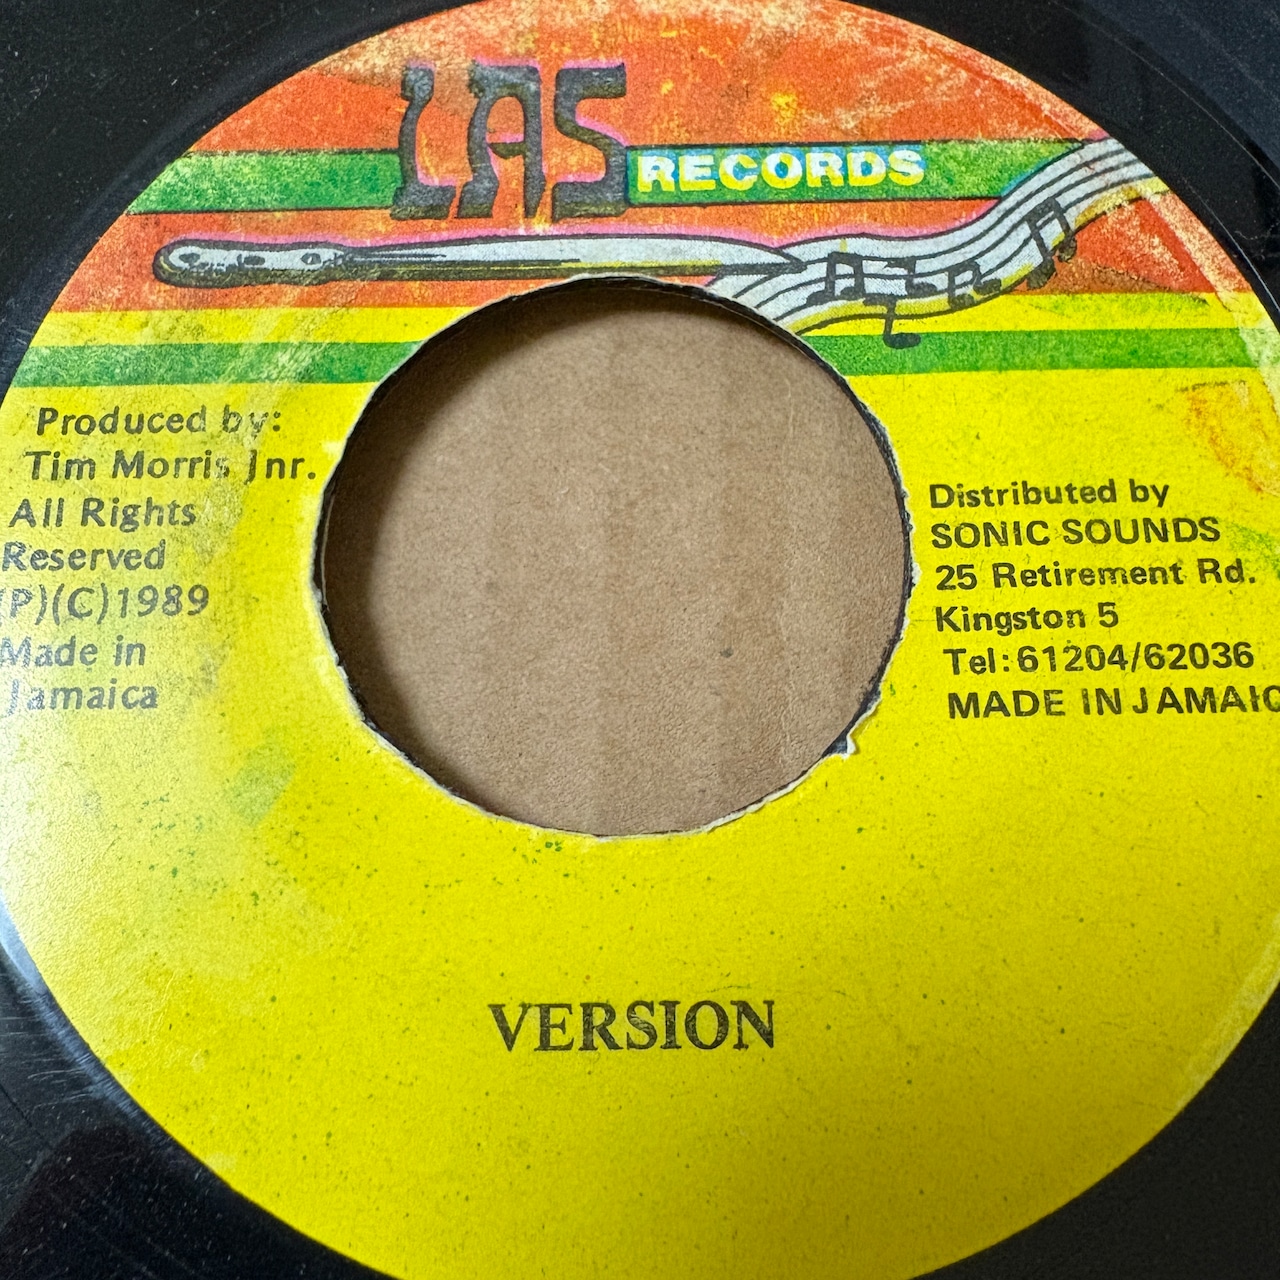 LAS RECORDS
Produced by:
Tim Morris Jnr.
All Rights
Reserved
(P)(C)1989
Made in
Jamaica
Distributed by
SONIC SOUNDS
25 Retirement Rd.
Kingston 5
Tel:61204/62036
MADE IN JAMAIC
VERSION